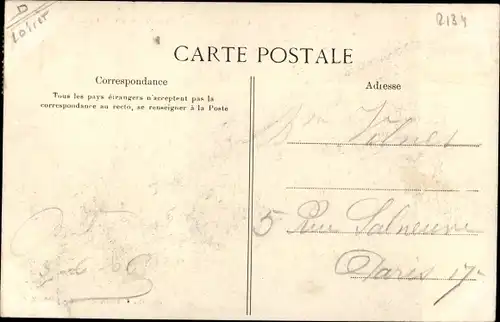 D
Loiret
2134
CARTE POSTALE
Correspondance
Tous les pays étrangers n'acceptent pas la
correspondance au recto, se renseigner à la Poste
Adresse
5 Rue Salneuve
Paris 17e